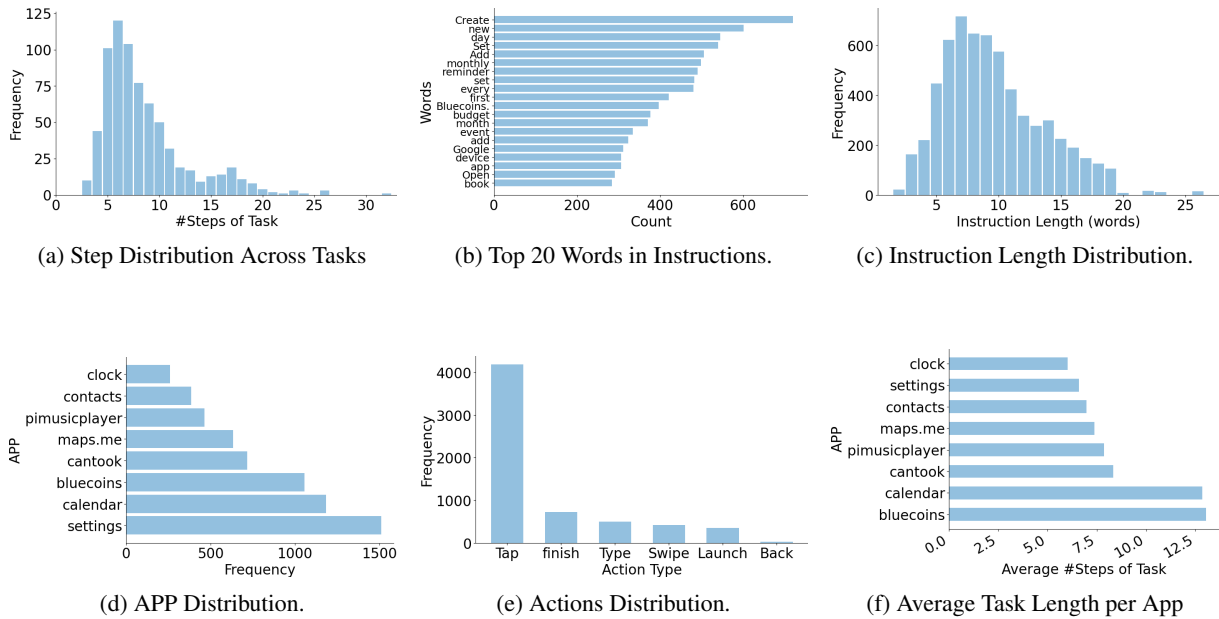 125
100
75
50
25
0
Frequency
0 5 10 15 20 25 30
#Steps of Task
(a) Step Distribution Across Tasks
Words
Create
new
day
Set
Add
monthly
reminder
set
every
first
Bluecoins.
budget
month
event
add
Google
device
app
Open
book
0 200 400 600
Count
(b) Top 20 Words in Instructions.
600
400
200
0
Frequency
5 10 15 20 25
Instruction Length (words)
(c) Instruction Length Distribution.
APP
clock
contacts
pimusicplayer
maps.me
cantook
bluecoins
calendar
settings
0 500 1000 1500
Frequency
(d) APP Distribution.
4000
3000
2000
1000
0
Frequency
Tap finish Type Swipe Launch Back
Action Type
(e) Actions Distribution.
APP
clock
settings
contacts
maps.me
pimusicplayer
cantook
calendar
bluecoins
0.0 2.5 5.0 7.5 10.0 12.5
Average #Steps of Task
(f) Average Task Length per App